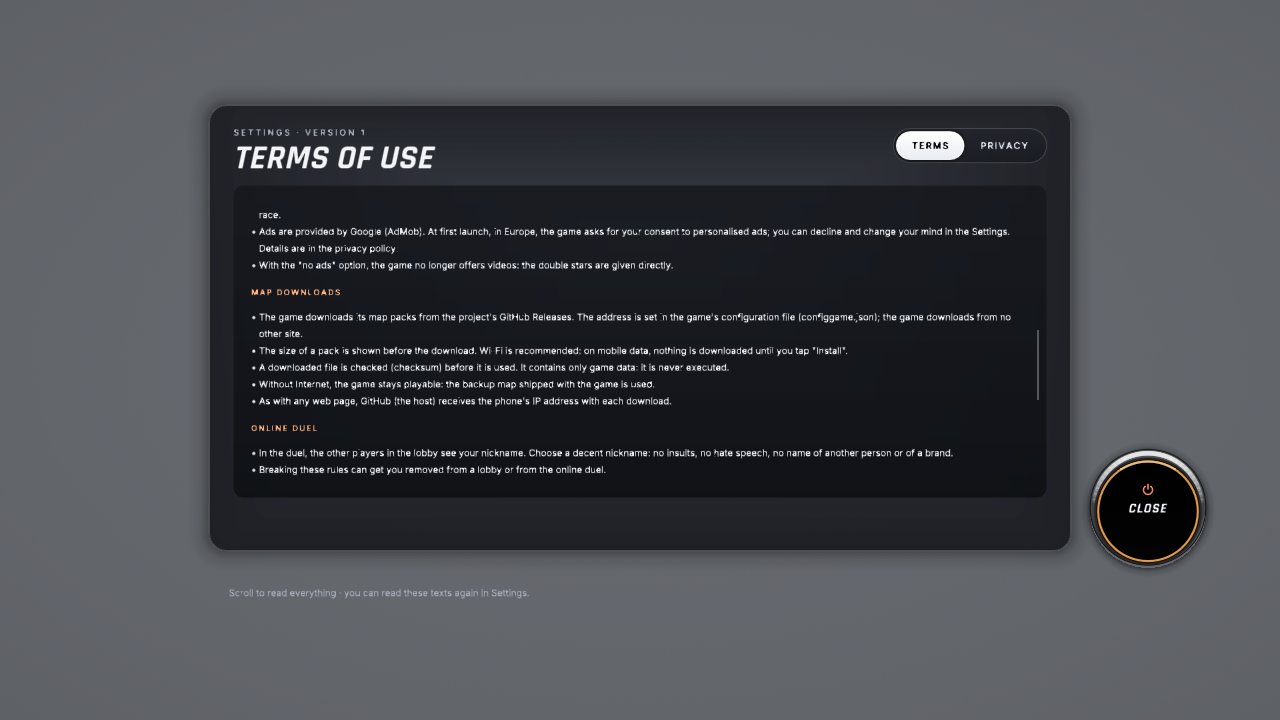 SETTINGS · VERSION 1
TERMS OF USE
TERMS
PRIVACY
race.
• Ads are provided by Google (AdMob). At first launch, in Europe, the game asks for your consent to personalised ads; you can decline and change your mind in the Settings.
Details are in the privacy policy.
• With the "no ads" option, the game no longer offers videos: the double stars are given directly.
MAP DOWNLOADS
• The game downloads its map packs from the project's GitHub Releases. The address is set in the game's configuration file (configgame.json); the game downloads from no
other site.
• The size of a pack is shown before the download. Wi-Fi is recommended: on mobile data, nothing is downloaded until you tap "Install".
• A downloaded file is checked (checksum) before it is used. It contains only game data: it is never executed.
• Without Internet, the game stays playable: the backup map shipped with the game is used.
• As with any web page, GitHub (the host) receives the phone's IP address with each download.
ONLINE DUEL
• In the duel, the other players in the lobby see your nickname. Choose a decent nickname: no insults, no hate speech, no name of another person or of a brand.
• Breaking these rules can get you removed from a lobby or from the online duel.
CLOSE
Scroll to read everything · you can read these texts again in Settings.